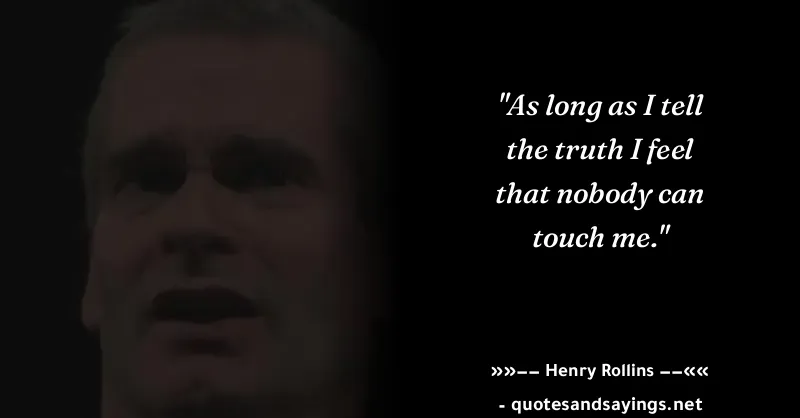 "As long as I tell
the truth I feel
that nobody can
touch me."
»»–– Henry Rollins ––««
- quotesandsayings.net